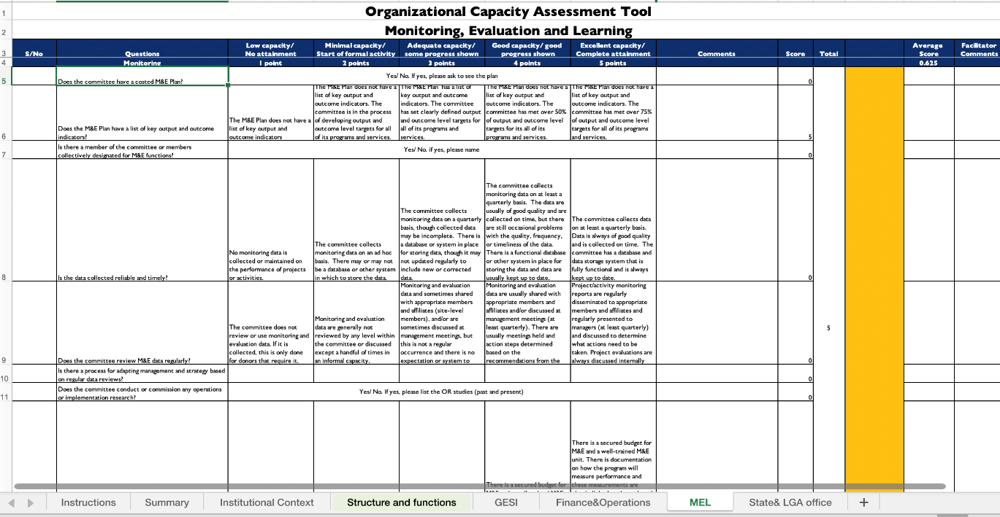 Organizational Capacity Assessment Tool
Monitoring, Evaluation and Learning
S/No
Questions
Low capacity/
No attainment
Minimal capacity/
Start of formal activity
Adequate capacity/
some progress shown
Good capacity/ good
progress shown
Excellent capacity/
Complete attainment
Comments
Score
Total
Average
Score
Facilitator
Comments
Monitoring
1 point
2 points
3 points
4 points
5 points
0.625
1
2
3
4
5
Does the committee have a costed M&E Plan?
Yes/ No. If yes, please ask to see the plan
0
6
Does the M&E Plan have a list of key output and outcome
indicators?
The M&E Plan does not have a
list of key output and
outcome indicators
The M&E Plan does not have a
list of key output and
outcome indicators. The
committee is in the process
of developing output and
outcome level targets for all
of its programs and services.
The M&E Plan has a list of
key output and outcome
indicators. The committee
has set clearly defined output
and outcome level targets for
all of its programs and
services.
The M&E Plan does not have a
list of key output and
outcome indicators. The
committee has met over 50%
of output and outcome level
targets for its all of its
programs and services.
The M&E Plan does not have a
list of key output and
outcome indicators. The
committee has met over 75%
of output and outcome level
targets for all of its programs
and services.
5
7
Is there a member of the committee or members
collectively designated for M&E functions?
Yes/ No. if yes, please name
0
8
Is the data collected reliable and timely?
No monitoring data is
collected or maintained on
the performance of projects
or activities.
The committee collects
monitoring data on an ad hoc
basis. There may or may not
be a database or other system
in which to store the data.
The committee collects
monitoring data on a quarterly
basis, though collected data
may be incomplete. There is
a database or system in place
for storing data, though it may
not updated regularly to
include new or corrected
data.
The committee collects
monitoring data on at least a
quarterly basis. The data are
usually of good quality and are
collected on time, but there
are still occasional problems
with the quality, frequency,
or timeliness of the data.
There is a functional database
or other system in place for
storing the data and data are
usually kept up to date.
The committee collects data
on at least a quarterly basis.
Data is always of good quality
and is collected on time. The
committee has a database and
data storage system that is
fully functional and is always
kept up to date.
0
9
Does the committee review M&E data regularly?
The committee does not
review or use monitoring and
evaluation data. If it is
collected, this is only done
for donors that require it.
Monitoring and evaluation
data are generally not
reviewed by any level within
the committee or discussed
except a handful of times in
an informal capacity.
Monitoring and evaluation
data and sometimes shared
with appropriate members
and affiliates (site-level
members), and/or are
sometimes discussed at
management meetings, but
this is not a regular
occurrence and there is no
expectation or system to
Monitoring and evaluation
data are usually shared with
appropriate members and
affiliates and/or discussed at
management meetings (at
least quarterly). There are
usually meetings held and
action steps determined
based on the
recommendations from the
Project/activity monitoring
reports are regularly
disseminated to appropriate
members and affiliates and
regularly presented to
managers (at least quarterly)
and discussed to determine
what actions need to be
taken. Project evaluations are
always discussed internally
0
5
10
Is there a process for adapting management and strategy based
on regular data reviews?
0
11
Does the committee conduct or commission any operations
or implementation research?
Yes/ No. If yes, please list the OR studies (past and present)
0
There is a secured budget for
There is a secured budget for
M&E and a well-trained M&E
unit. There is documentation
on how the program will
measure performance and
these measurements are
Instructions
Summary
Institutional Context
Structure and functions
GESI
Finance&Operations
MEL
State& LGA office
+